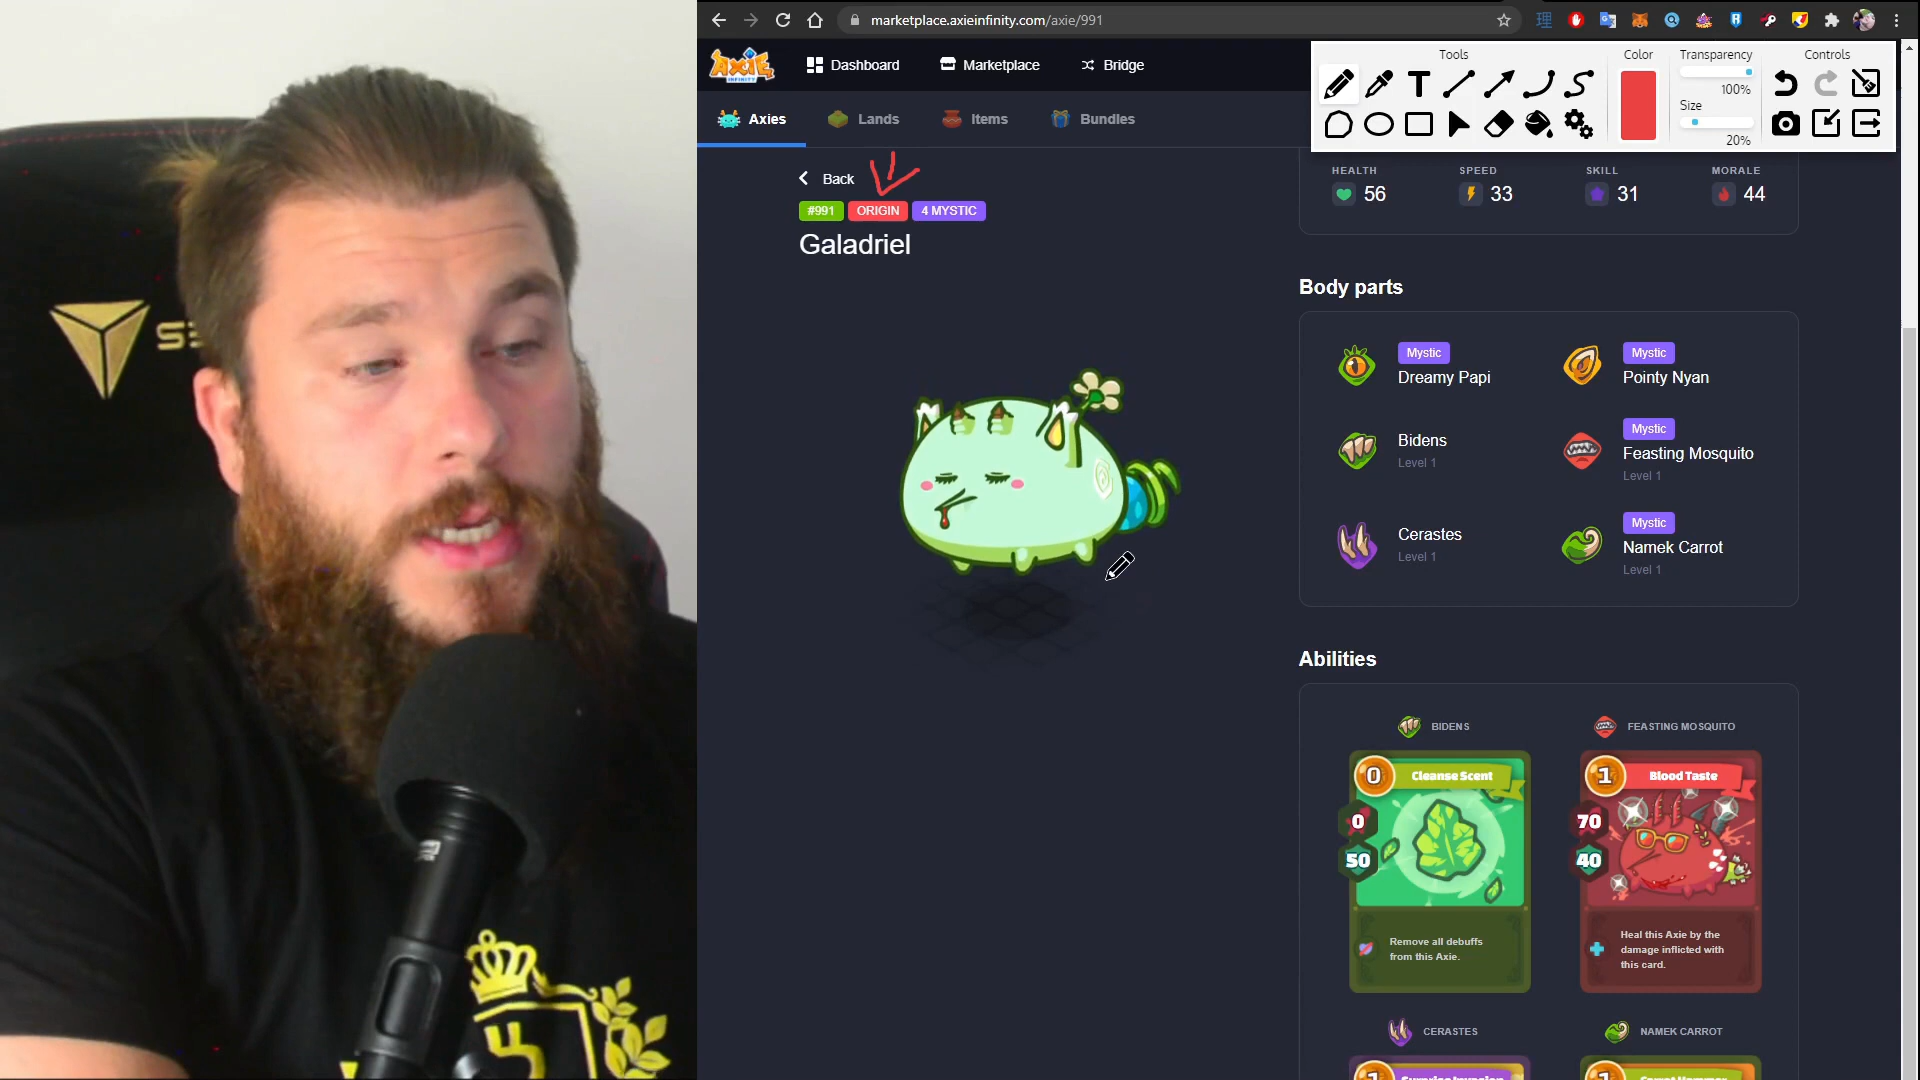 marketplace.axieinfinity.com/axie/991
AXIE
INFINITY
Dashboard
Marketplace
Bridge
Tools
Color
Transparency
Controls
T
100%
Size
20%
Axies
Lands
Items
Bundles
Back
#991
ORIGIN
4 MYSTIC
Galadriel
HEALTH
56
SPEED
33
SKILL
31
MORALE
44
Body parts
Mystic
Dreamy Papi
Mystic
Pointy Nyan
Bidens
Level 1
Mystic
Feasting Mosquito
Level 1
Cerastes
Level 1
Mystic
Namek Carrot
Level 1
Abilities
BIDENS
0
Cleanse Scent
0
50
Remove all debuffs
from this Axie.
FEASTING MOSQUITO
1
Blood Taste
70
40
Heal this Axie by the
damage inflicted with
this card.
CERASTES
NAMEK CARROT